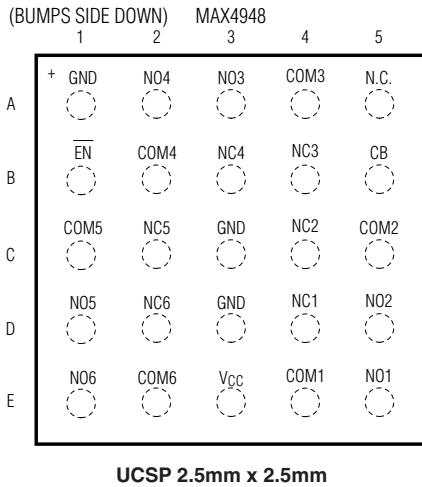 (BUMPS SIDE DOWN) MAX4948
1 2 3 4 5
+ GND NO4 NO3 COM3 N.C.
A
EN COM4 NC4 NC3 CB
B
COM5 NC5 GND NC2 COM2
C
NO5 NC6 GND NC1 NO2
D
NO6 COM6 VCC COM1 NO1
E
UCSP 2.5mm x 2.5mm